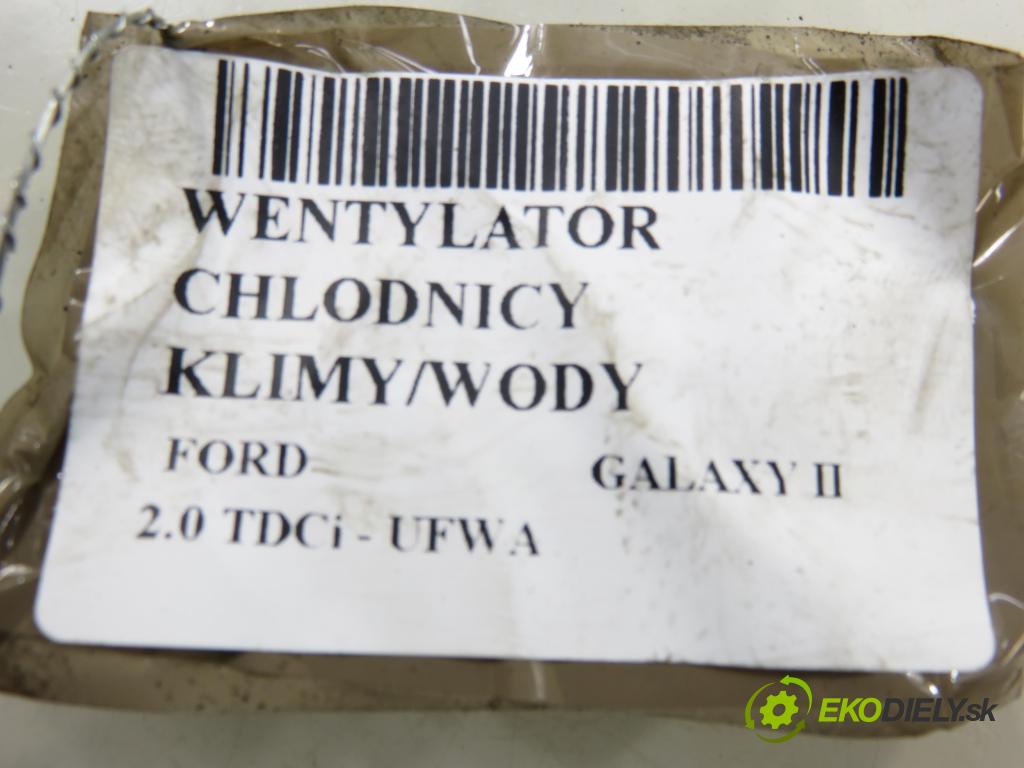 WENTYLATOR
CHLODNICY
KLIMY/WODY
FORD GALAXY II
2.0 TDCi - UFWA
EKODIELY.sk